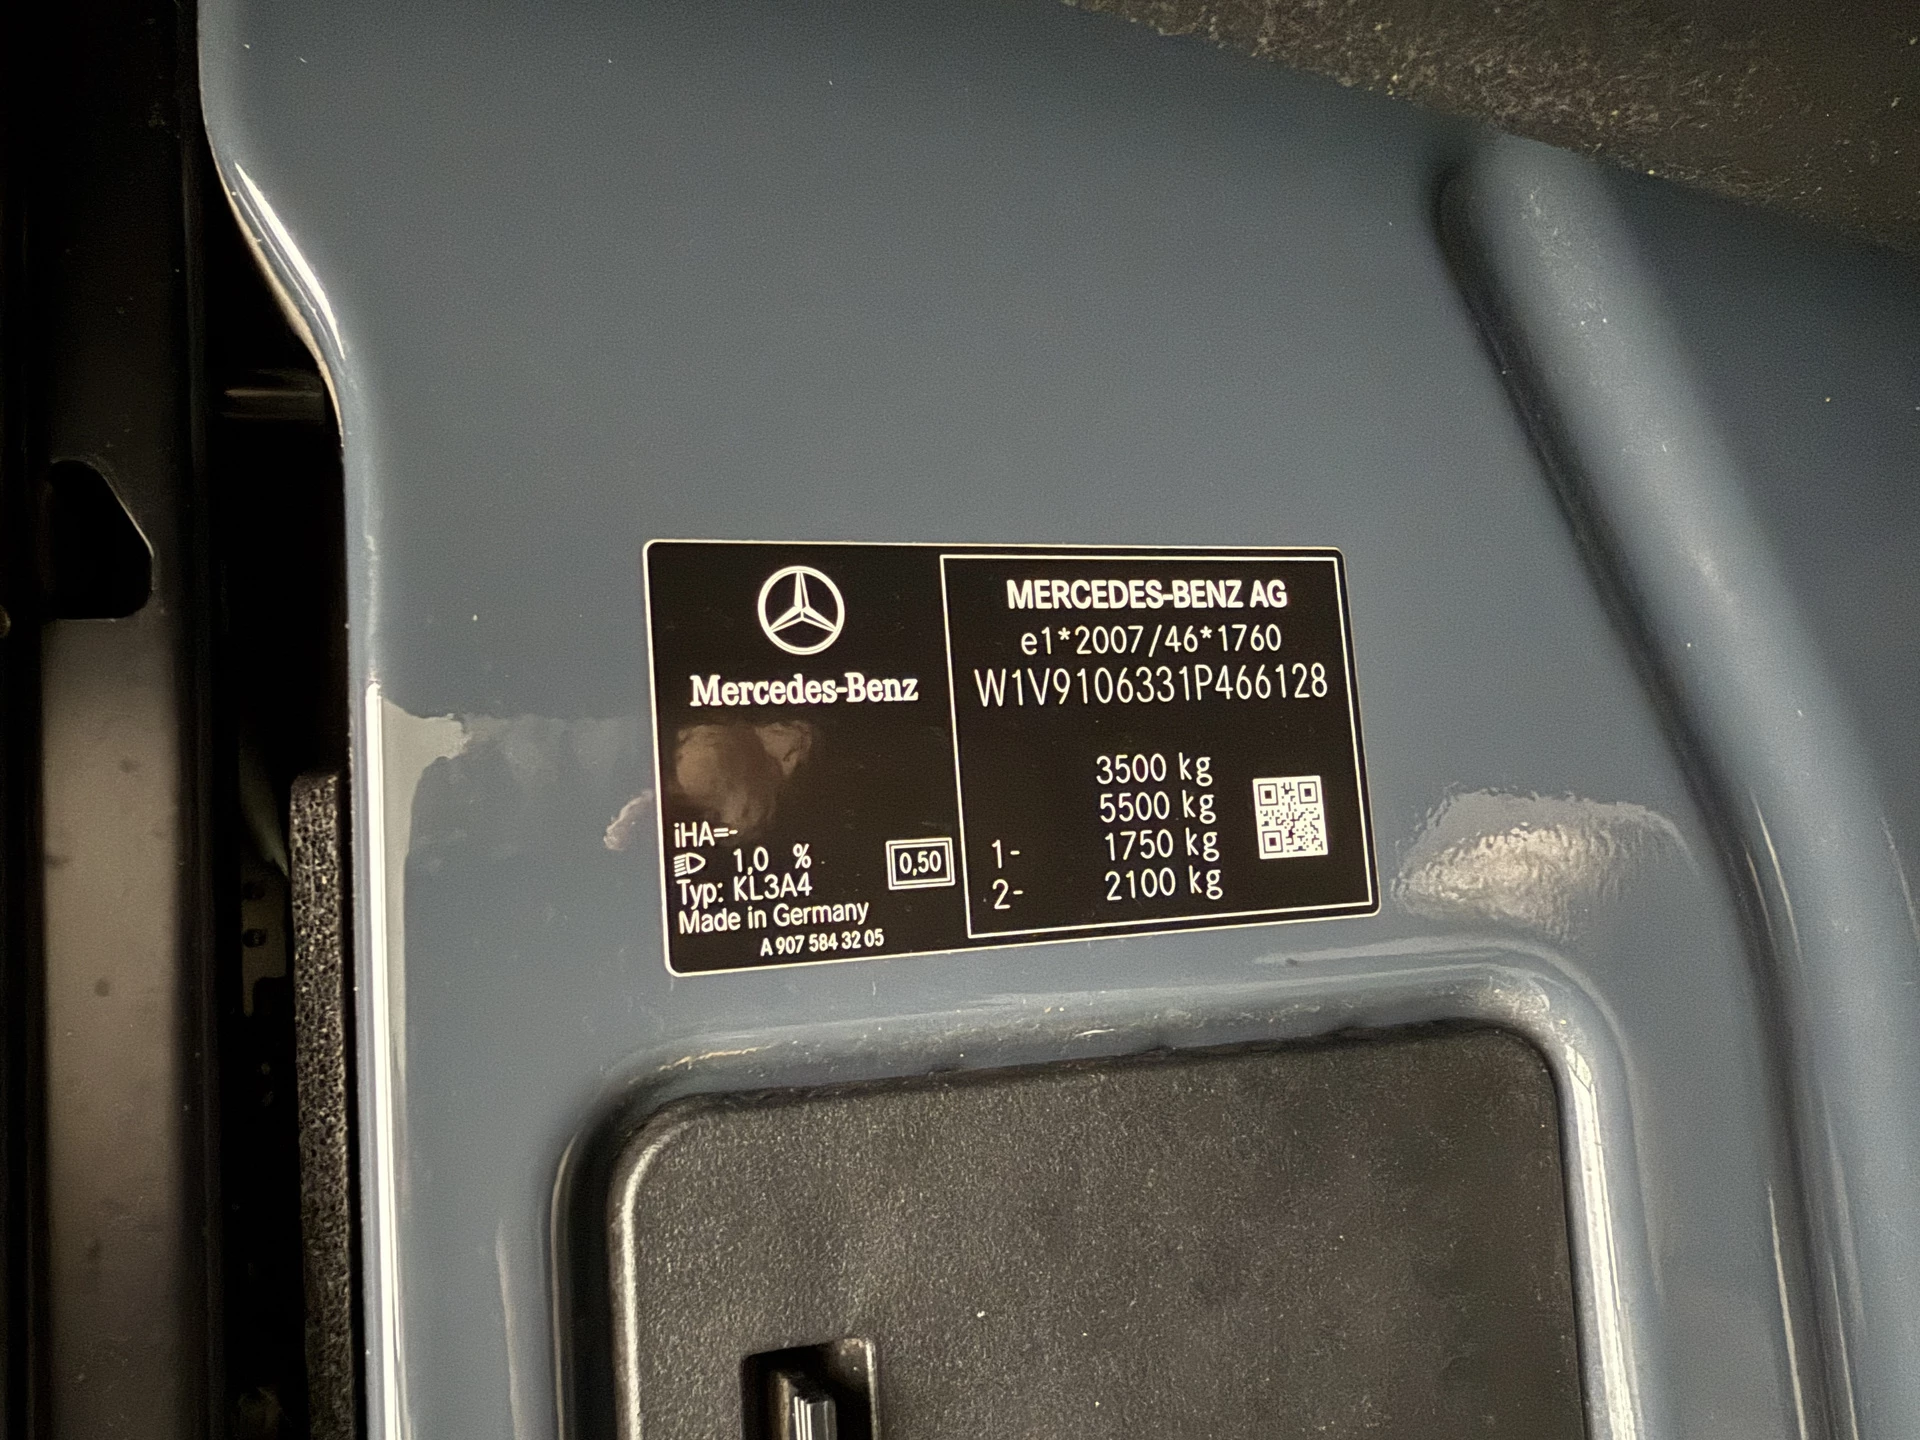 Mercedes-Benz
iHA=-
1,0 %
Typ: KL3A4
Made in Germany
A 907 584 32 05
0,50
MERCEDES-BENZ AG
e1*2007/46*1760
W1V9106331P466128
3500 kg
5500 kg
1- 1750 kg
2- 2100 kg